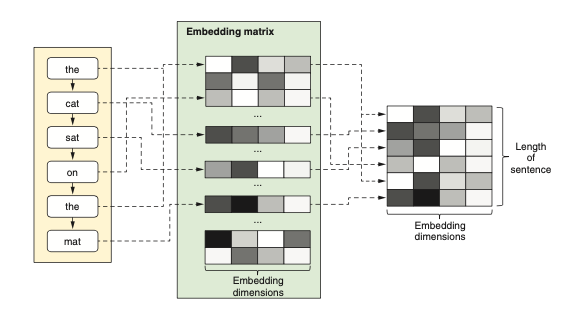 Embedding matrix
the
cat
sat
on
the
mat
...
...
...
...
Embedding
dimensions
Length
of
sentence
Embedding
dimensions